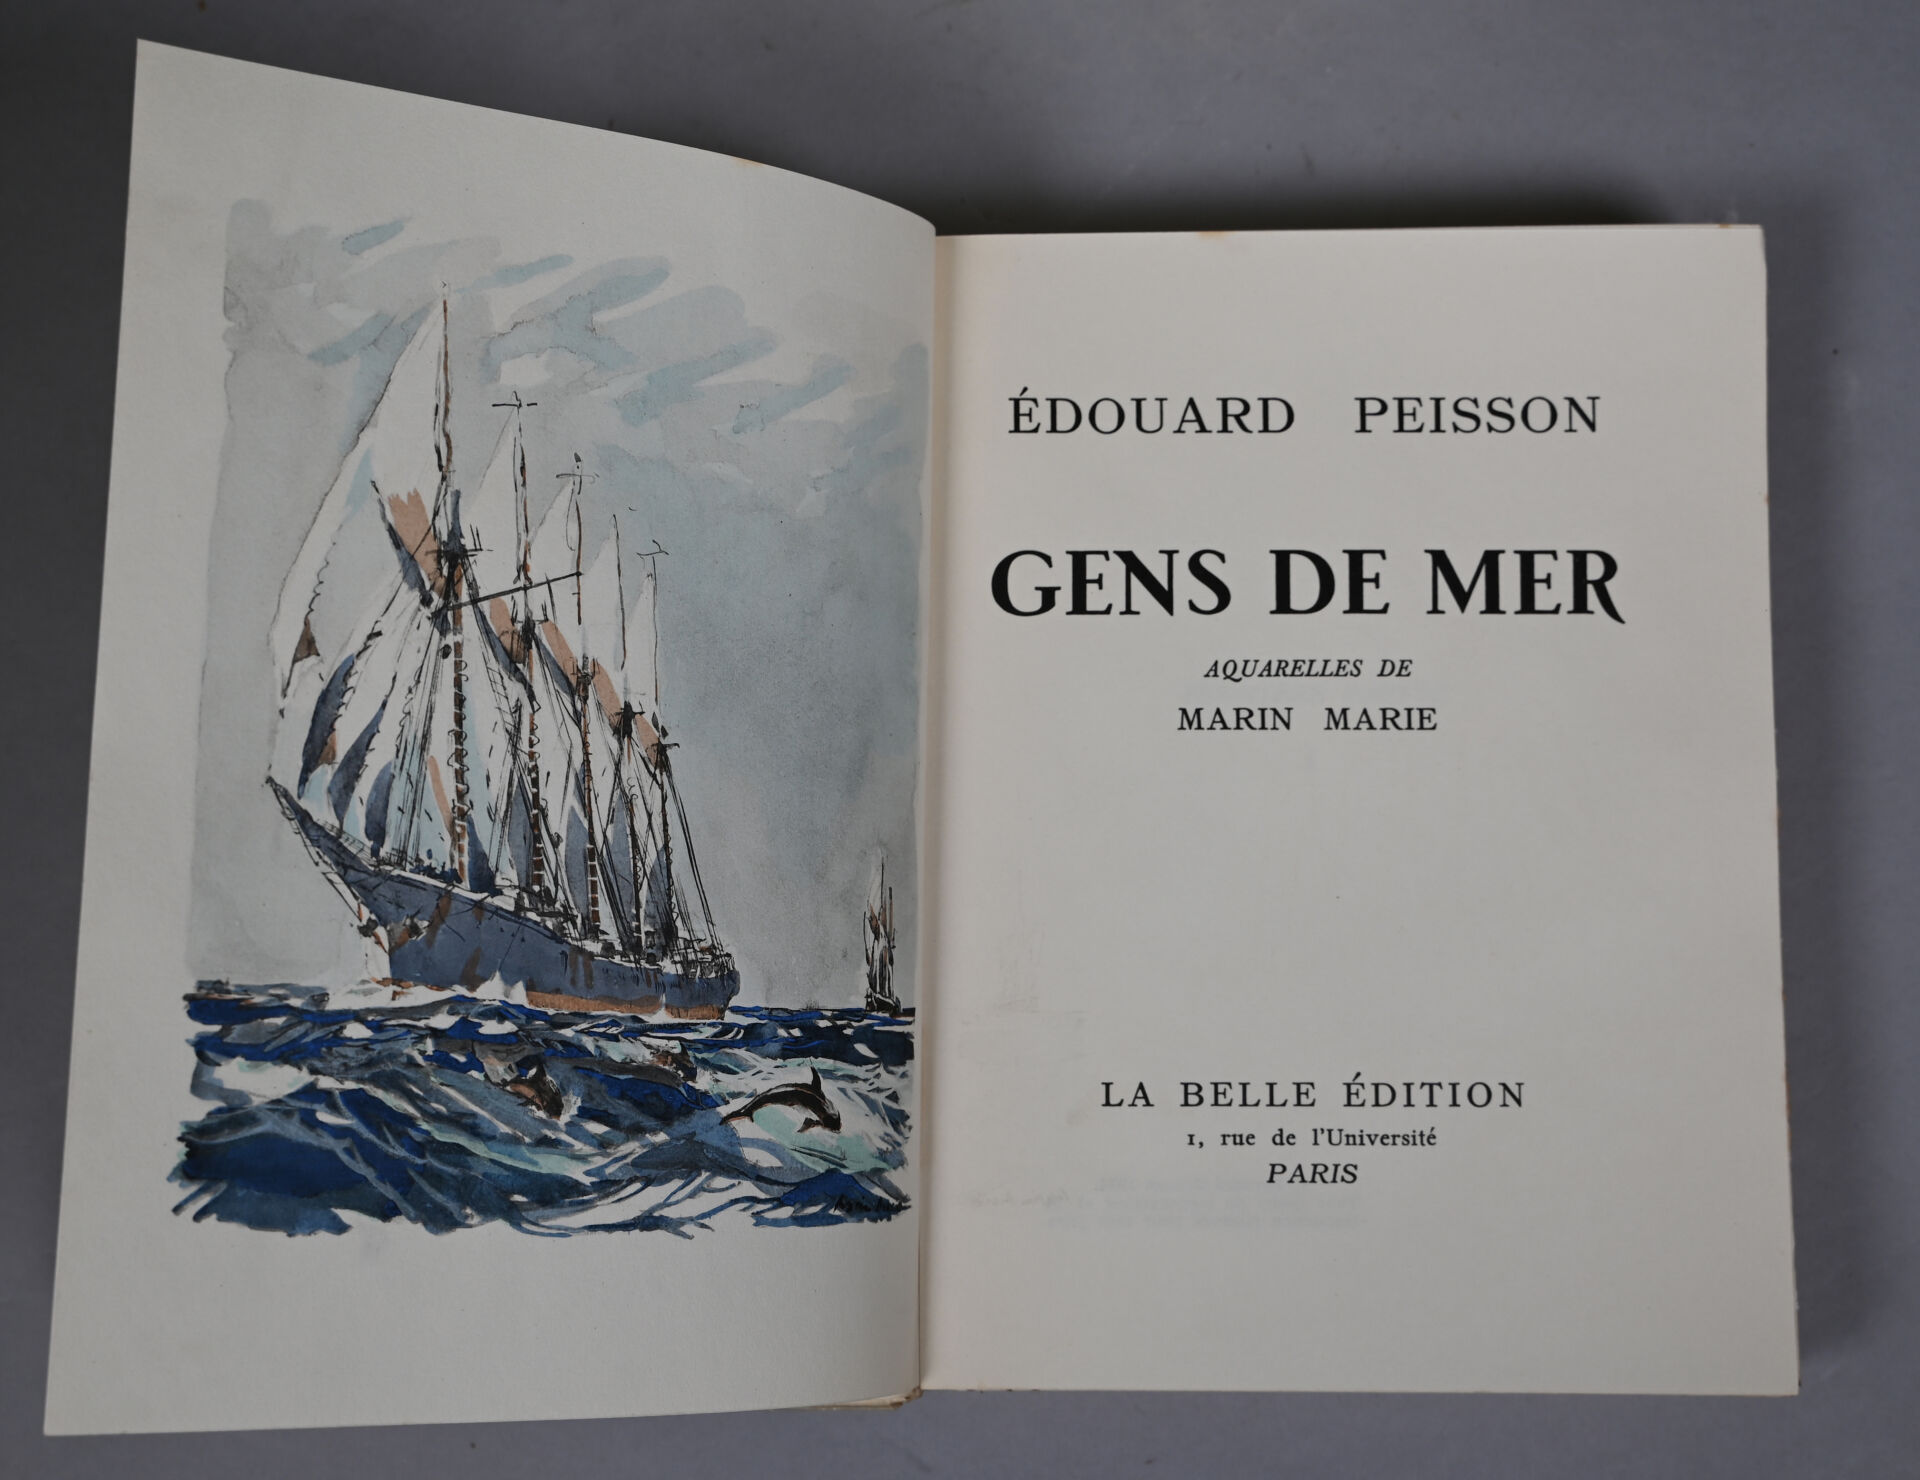 ÉDOUARD PEISSON
GENS DE MER
AQUARELLES DE
MARIN MARIE
LA BELLE ÉDITION
1, rue de l'Université
PARIS